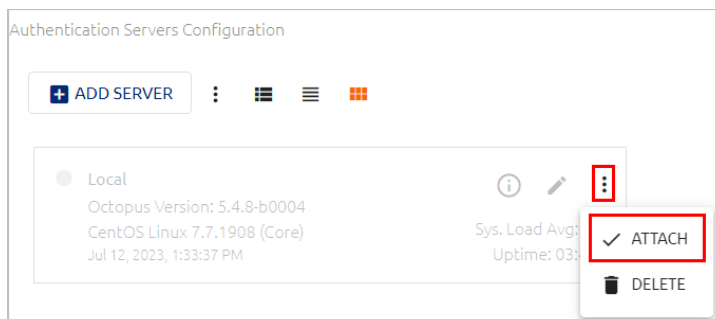 Authentication Servers Configuration
ADD SERVER
Local
Octopus Version: 5.4.8-b0004
CentOS Linux 7.7.1908 (Core)
Sys. Load Avg:
Jul 12, 2023, 1:33:37 PM
Uptime: 03:
ATTACH
DELETE